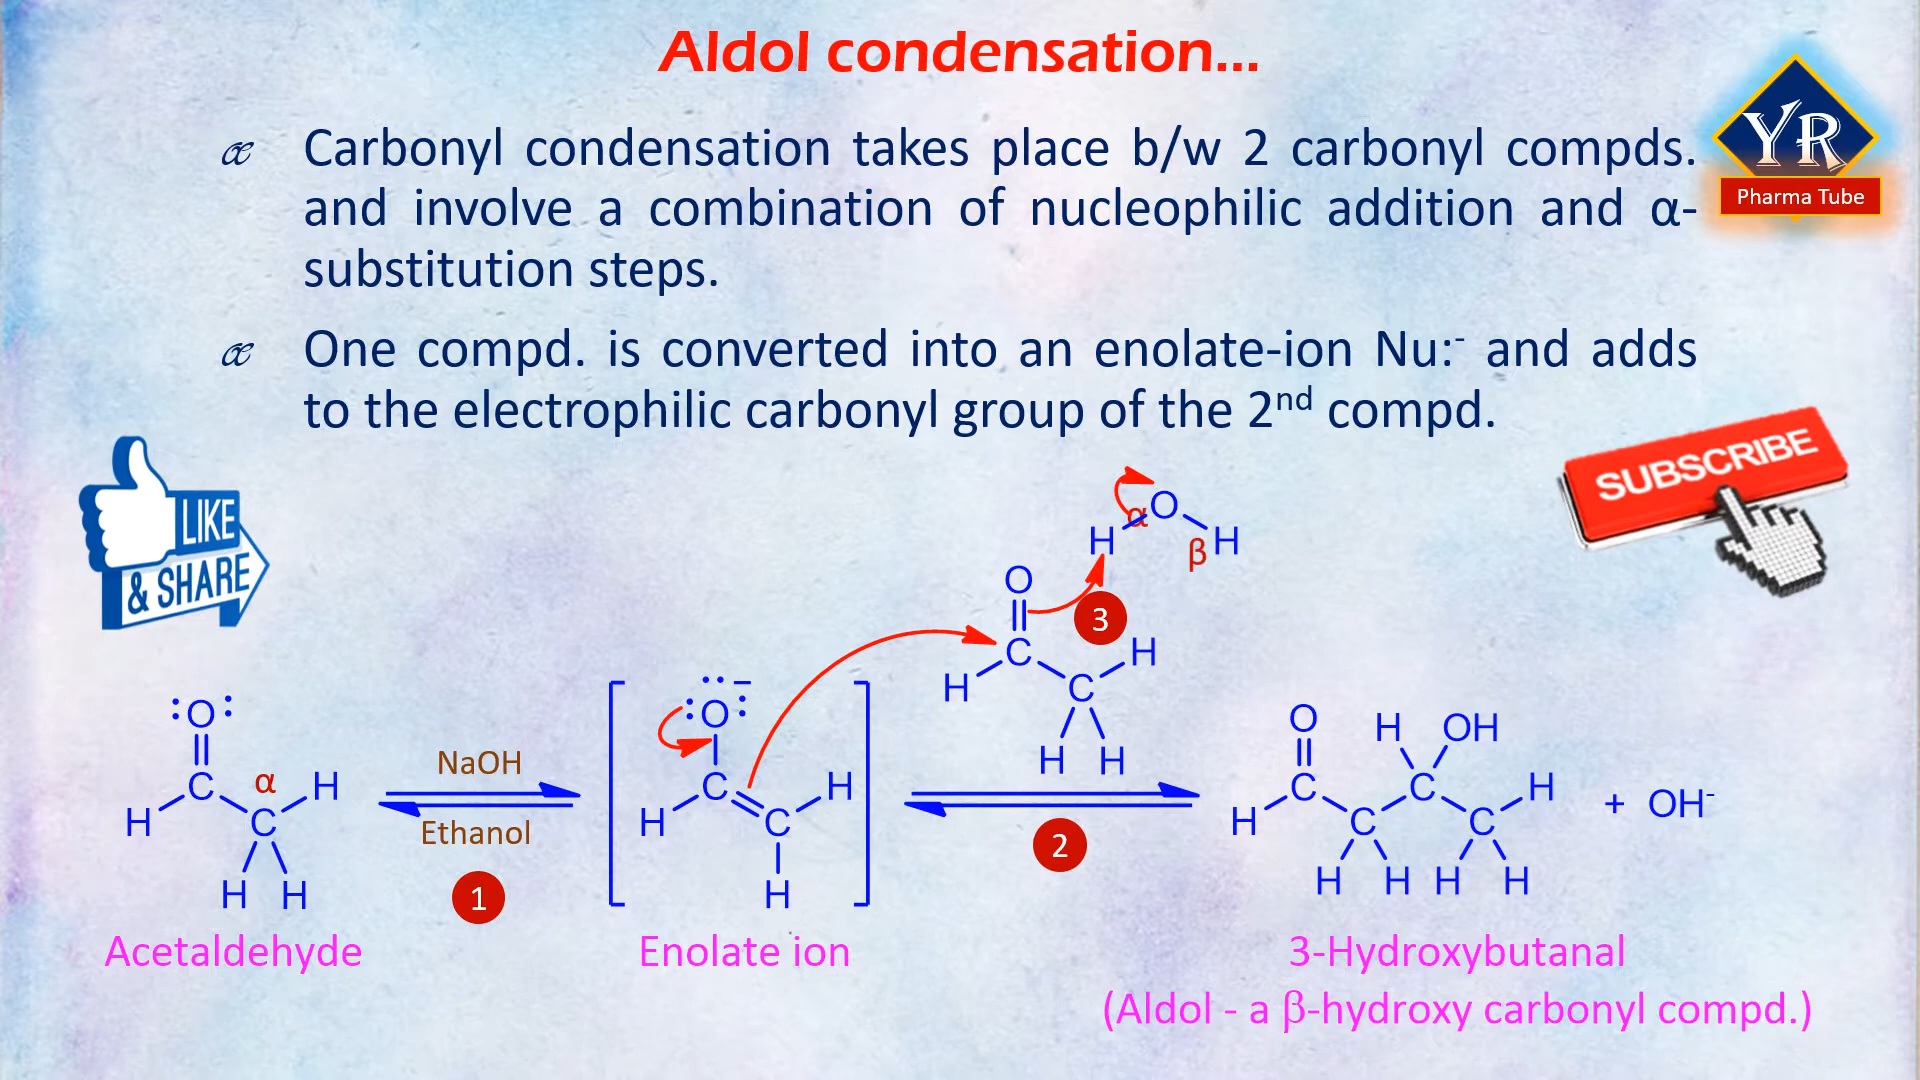 Aldol condensation...
YR
Pharma Tube
œ Carbonyl condensation takes place b/w 2 carbonyl compds.
and involve a combination of nucleophilic addition and α-
substitution steps.
œ One compd. is converted into an enolate-ion Nu:⁻ and adds
to the electrophilic carbonyl group of the 2ⁿᵈ compd.
LIKE
& SHARE
SUBSCRIBE
α O
H β H
O
3
C H
H C
H H
:O:
C α H
H C
H H
NaOH
Ethanol
1
:O: −
C H
H C
H
2
O H OH
C C H
H C C
H H H H
+ OH⁻
Acetaldehyde
Enolate ion
3-Hydroxybutanal
(Aldol - a β-hydroxy carbonyl compd.)